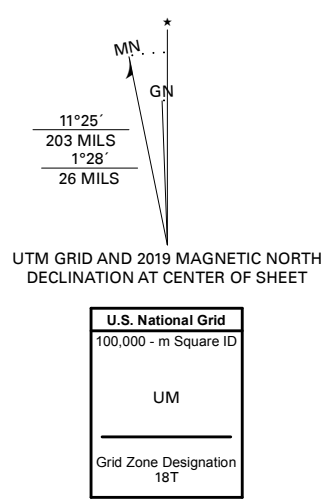 ★
MN
GN
11°25´
203 MILS
1°28´
26 MILS
UTM GRID AND 2019 MAGNETIC NORTH
DECLINATION AT CENTER OF SHEET
U.S. National Grid
100,000 - m Square ID
UM
Grid Zone Designation
18T